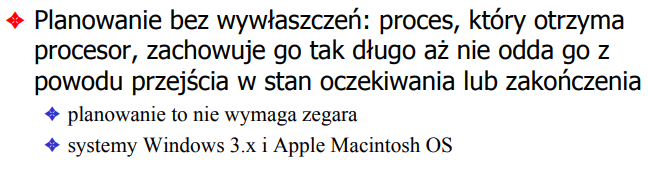 Planowanie bez wywłaszczeń: proces, który otrzyma
procesor, zachowuje go tak długo aż nie odda go z
powodu przejścia w stan oczekiwania lub zakończenia
planowanie to nie wymaga zegara
systemy Windows 3.x i Apple Macintosh OS